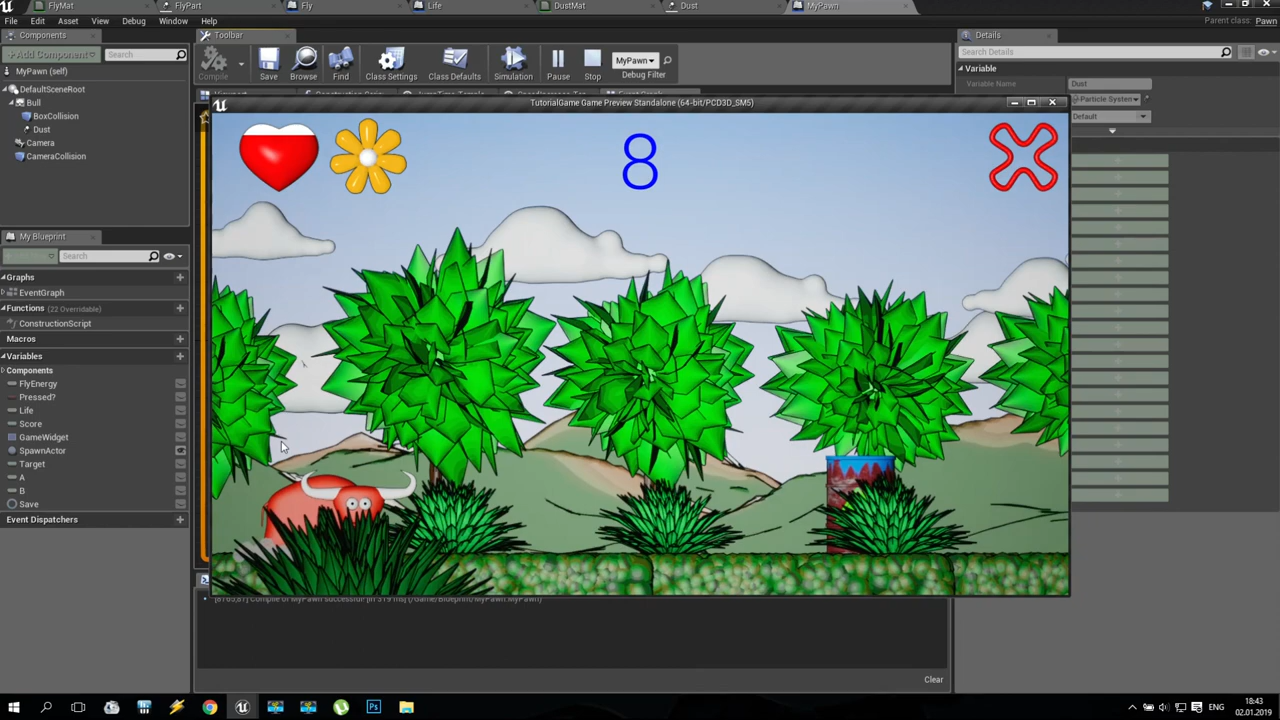 FlyMat
FlyPart
Fly
Life
DustMat
Dust
MyPawn
File
Edit
Asset
View
Debug
Window
Help
Parent class: Pawn
Components
Toolbar
Details
+Add Component
Search
Search Details
Compile
Save
Browse
Find
Class Settings
Class Defaults
Simulation
Pause
Stop
MyPawn
Debug Filter
MyPawn (self)
Variable
Variable Name
Dust
DefaultSceneRoot
Bull
BoxCollision
Dust
Camera
CameraCollision
TutorialGame Game Preview Standalone (64-bit/PCD3D_SM5)
Particle System
Default
8
My Blueprint
Search
Graphs
EventGraph
Functions (22 Overridable)
ConstructionScript
Macros
Variables
Components
FlyEnergy
Pressed?
Life
Score
GameWidget
SpawnActor
Target
A
B
Save
Event Dispatchers
Clear
ENG
18:43
02.01.2019